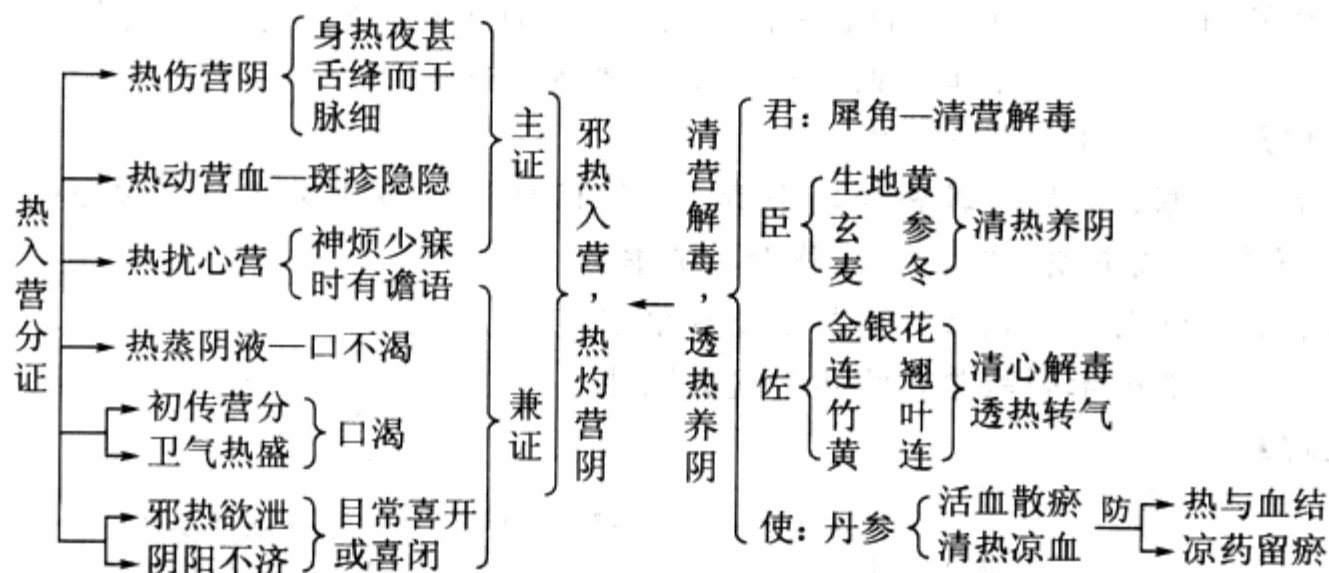 热入营分证
热伤营阴
身热夜甚
舌绛而干
脉细
热动营血—斑疹隐隐
热扰心营
神烦少寐
时有谵语
热蒸阴液—口不渴
初传营分
卫气热盛
口渴
邪热欲泄
阴阳不济
目常喜开
或喜闭
主证
兼证
邪热入营，热灼营阴
清营解毒，透热养阴
君：犀角—清营解毒
臣
生地黄
玄 参
麦 冬
清热养阴
佐
金银花
连 翘
竹 叶
黄 连
清心解毒
透热转气
使：丹参
活血散瘀
清热凉血
防
热与血结
凉药留瘀